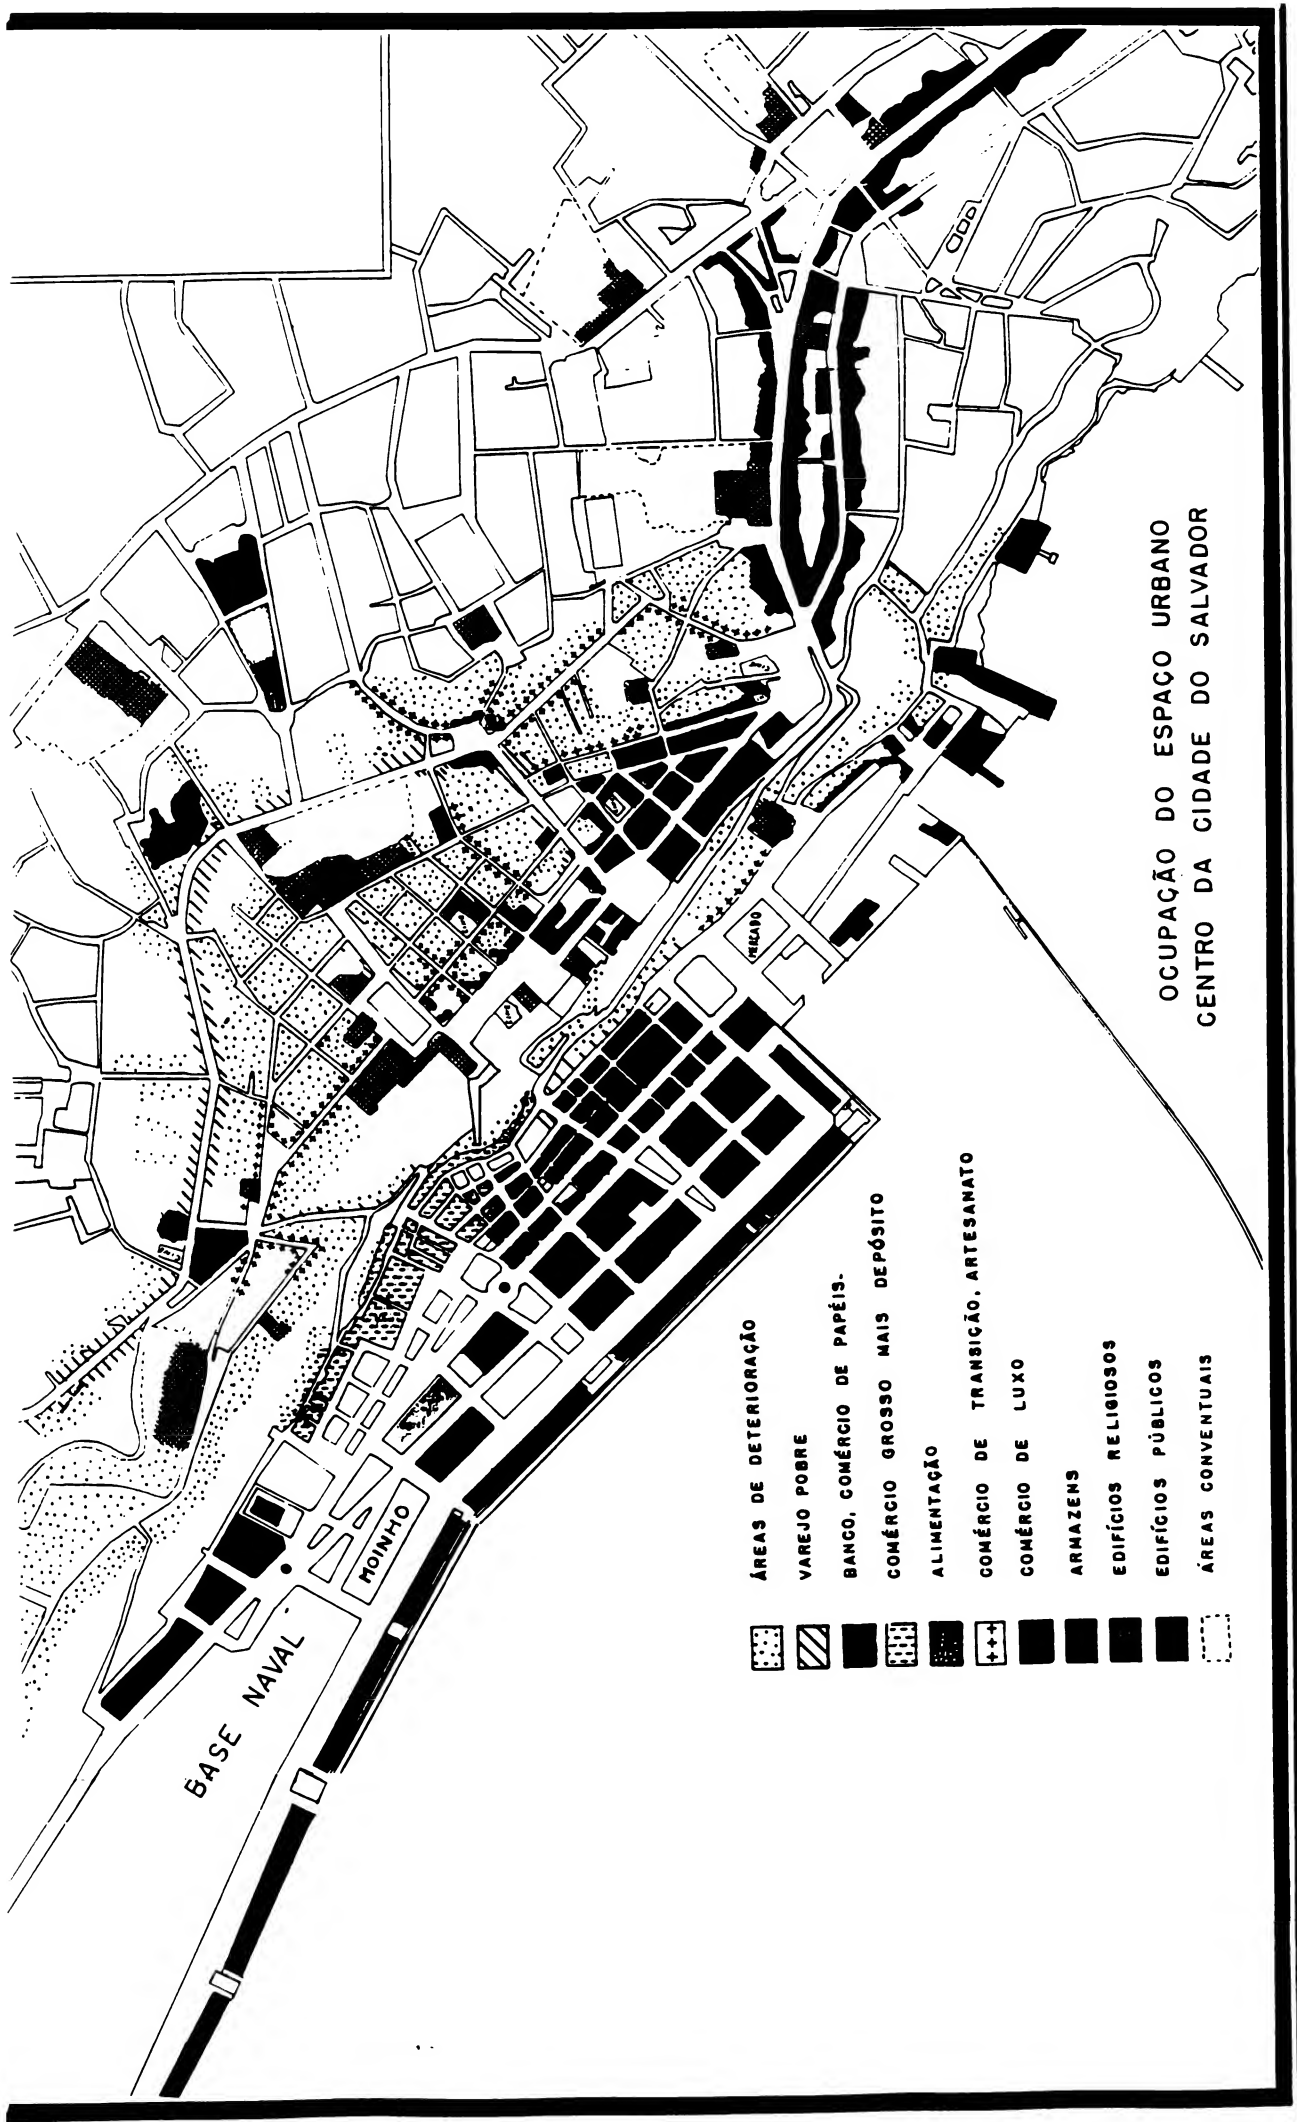 OCUPAÇÃO DO ESPAÇO URBANO
CENTRO DA CIDADE DO SALVADOR
MERCADO
MOINHO
BASE NAVAL
ÁREAS DE DETERIORAÇÃO
VAREJO POBRE
BANCO, COMÉRCIO DE PAPÉIS.
COMÉRCIO GROSSO MAIS DEPÓSITO
ALIMENTAÇÃO
COMÉRCIO DE TRANSIÇÃO, ARTESANATO
COMÉRCIO DE LUXO
ARMAZENS
EDIFÍCIOS RELIGIOSOS
EDIFÍCIOS PÚBLICOS
ÁREAS CONVENTUAIS